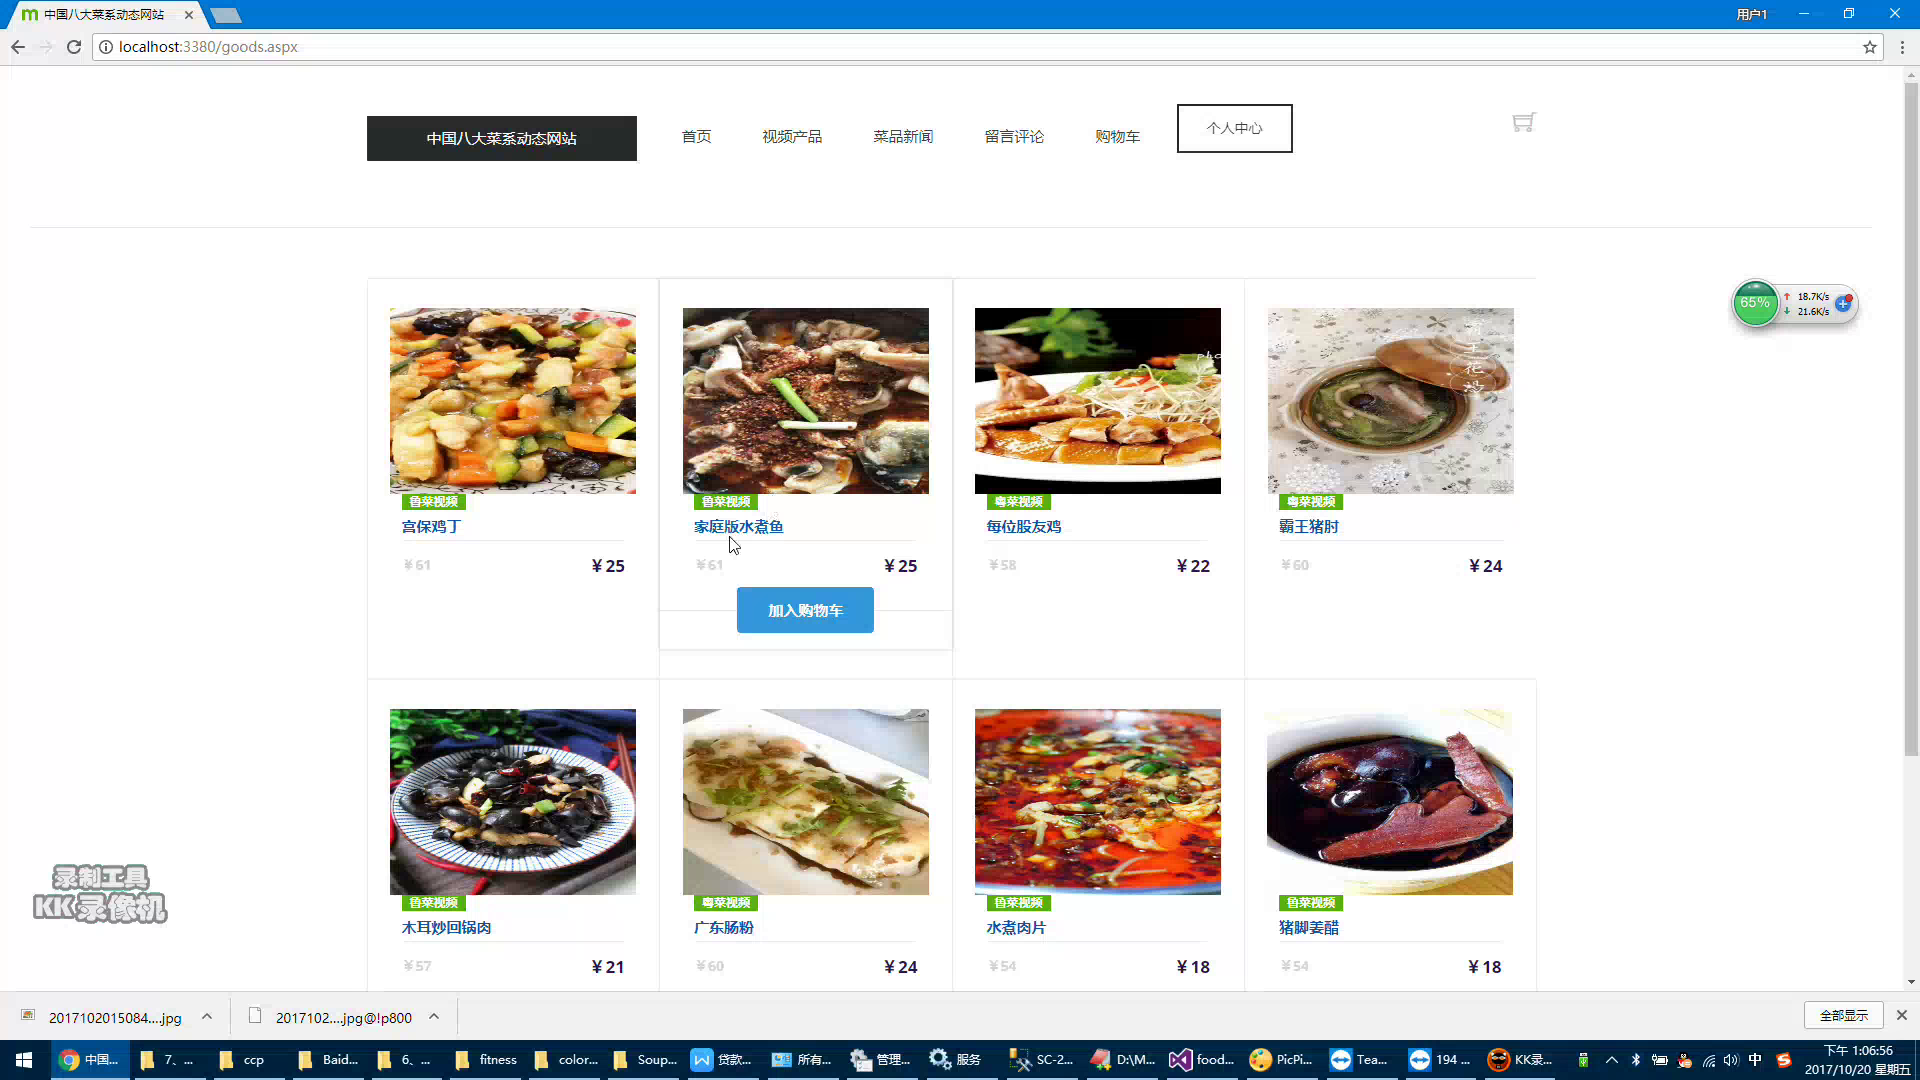 中国八大菜系动态网站
用户1
localhost:3380/goods.aspx
中国八大菜系动态网站
首页
视频产品
菜品新闻
留言评论
购物车
个人中心
65%
18.7K/s
21.6K/s
鲁菜视频
宫保鸡丁
¥61
¥25
鲁菜视频
家庭版水煮鱼
¥61
¥25
加入购物车
粤菜视频
每位股友鸡
¥58
¥22
粤菜视频
霸王猪肘
¥60
¥24
鲁菜视频
木耳炒回锅肉
¥57
¥21
粤菜视频
广东肠粉
¥60
¥24
鲁菜视频
水煮肉片
¥54
¥18
鲁菜视频
猪脚姜醋
¥54
¥18
录制工具
KK录像机
2017102015084....jpg
2017102....jpg@!p800
全部显示
中国...
7、...
ccp
Baid...
6、...
fitness
color...
Soup...
贷款...
所有...
管理...
服务
SC-2...
D:\M...
food...
PicPi...
Tea...
194 ...
KK录...
中
下午 1:06:56
2017/10/20 星期五